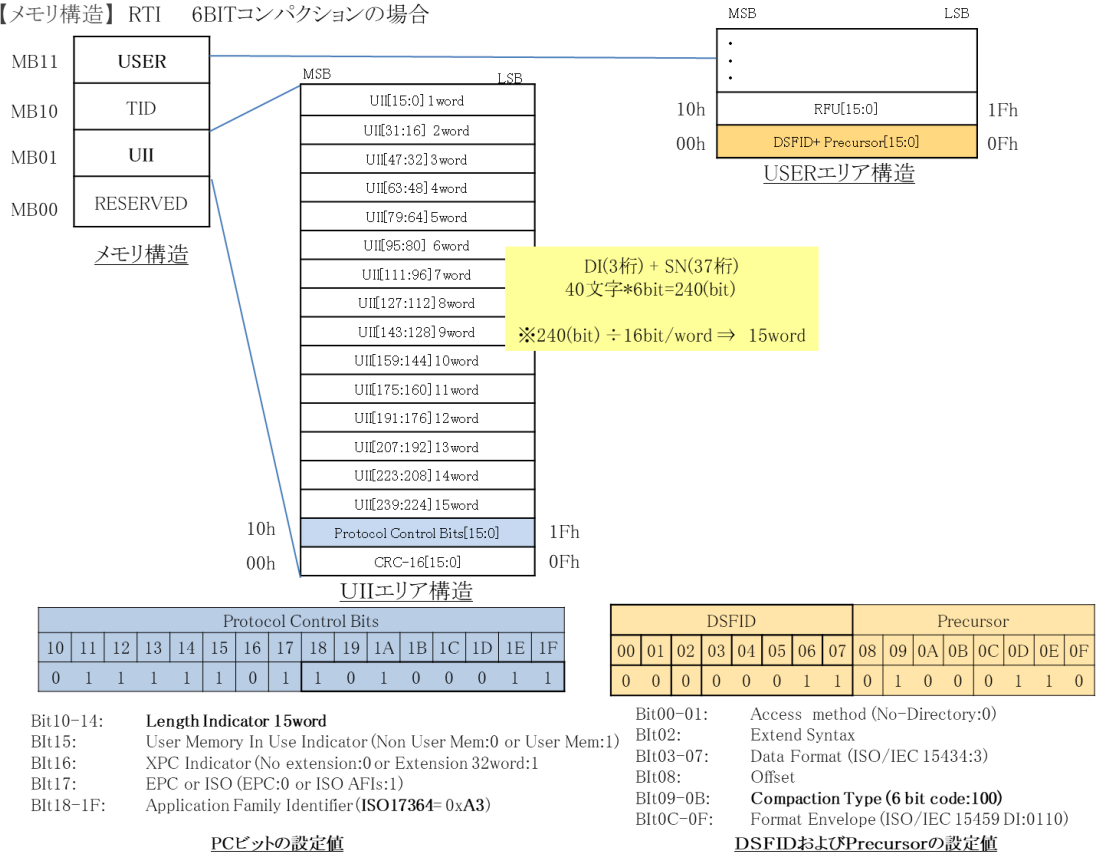 【メモリ構造】 RTI 6BITコンパクションの場合
MSB LSB
MB11 USER
MB10 TID
MB01 UII
MB00 RESERVED
メモリ構造
10h RFU[15:0] 1Fh
00h DSFID+ Precursor[15:0] 0Fh
USERエリア構造
MSB LSB
UII[15:0] 1word
UII[31:16] 2word
UII[47:32] 3word
UII[63:48] 4word
UII[79:64] 5word
UII[95:80] 6word
UII[111:96] 7word
UII[127:112] 8word
UII[143:128] 9word
UII[159:144] 10word
UII[175:160] 11word
UII[191:176] 12word
UII[207:192] 13word
UII[223:208] 14word
UII[239:224] 15word
10h Protocol Control Bits[15:0] 1Fh
00h CRC-16[15:0] 0Fh
UIIエリア構造
DI(3桁) + SN(37桁)
40文字*6bit=240(bit)
※240(bit) ÷16bit/word ⇒ 15word
Protocol Control Bits
10 11 12 13 14 15 16 17 18 19 1A 1B 1C 1D 1E 1F
0 1 1 1 1 1 0 1 1 0 1 0 0 0 1 1
Bit10-14: Length Indicator 15word
BIt15: User Memory In Use Indicator (Non User Mem:0 or User Mem:1)
BIt16: XPC Indicator (No extension:0 or Extension 32word:1
BIt17: EPC or ISO (EPC:0 or ISO AFIs:1)
BIt18-1F: Application Family Identifier (ISO17364= 0xA3)
PCビットの設定値
DSFID Precursor
00 01 02 03 04 05 06 07 08 09 0A 0B 0C 0D 0E 0F
0 0 0 0 0 0 1 1 0 1 0 0 0 1 1 0
Bit00-01: Access method (No-Directory:0)
BIt02: Extend Syntax
BIt03-07: Data Format (ISO/IEC 15434:3)
BIt08: Offset
BIt09-0B: Compaction Type (6 bit code:100)
BIt0C-0F: Format Envelope (ISO/IEC 15459 DI:0110)
DSFIDおよびPrecursorの設定値